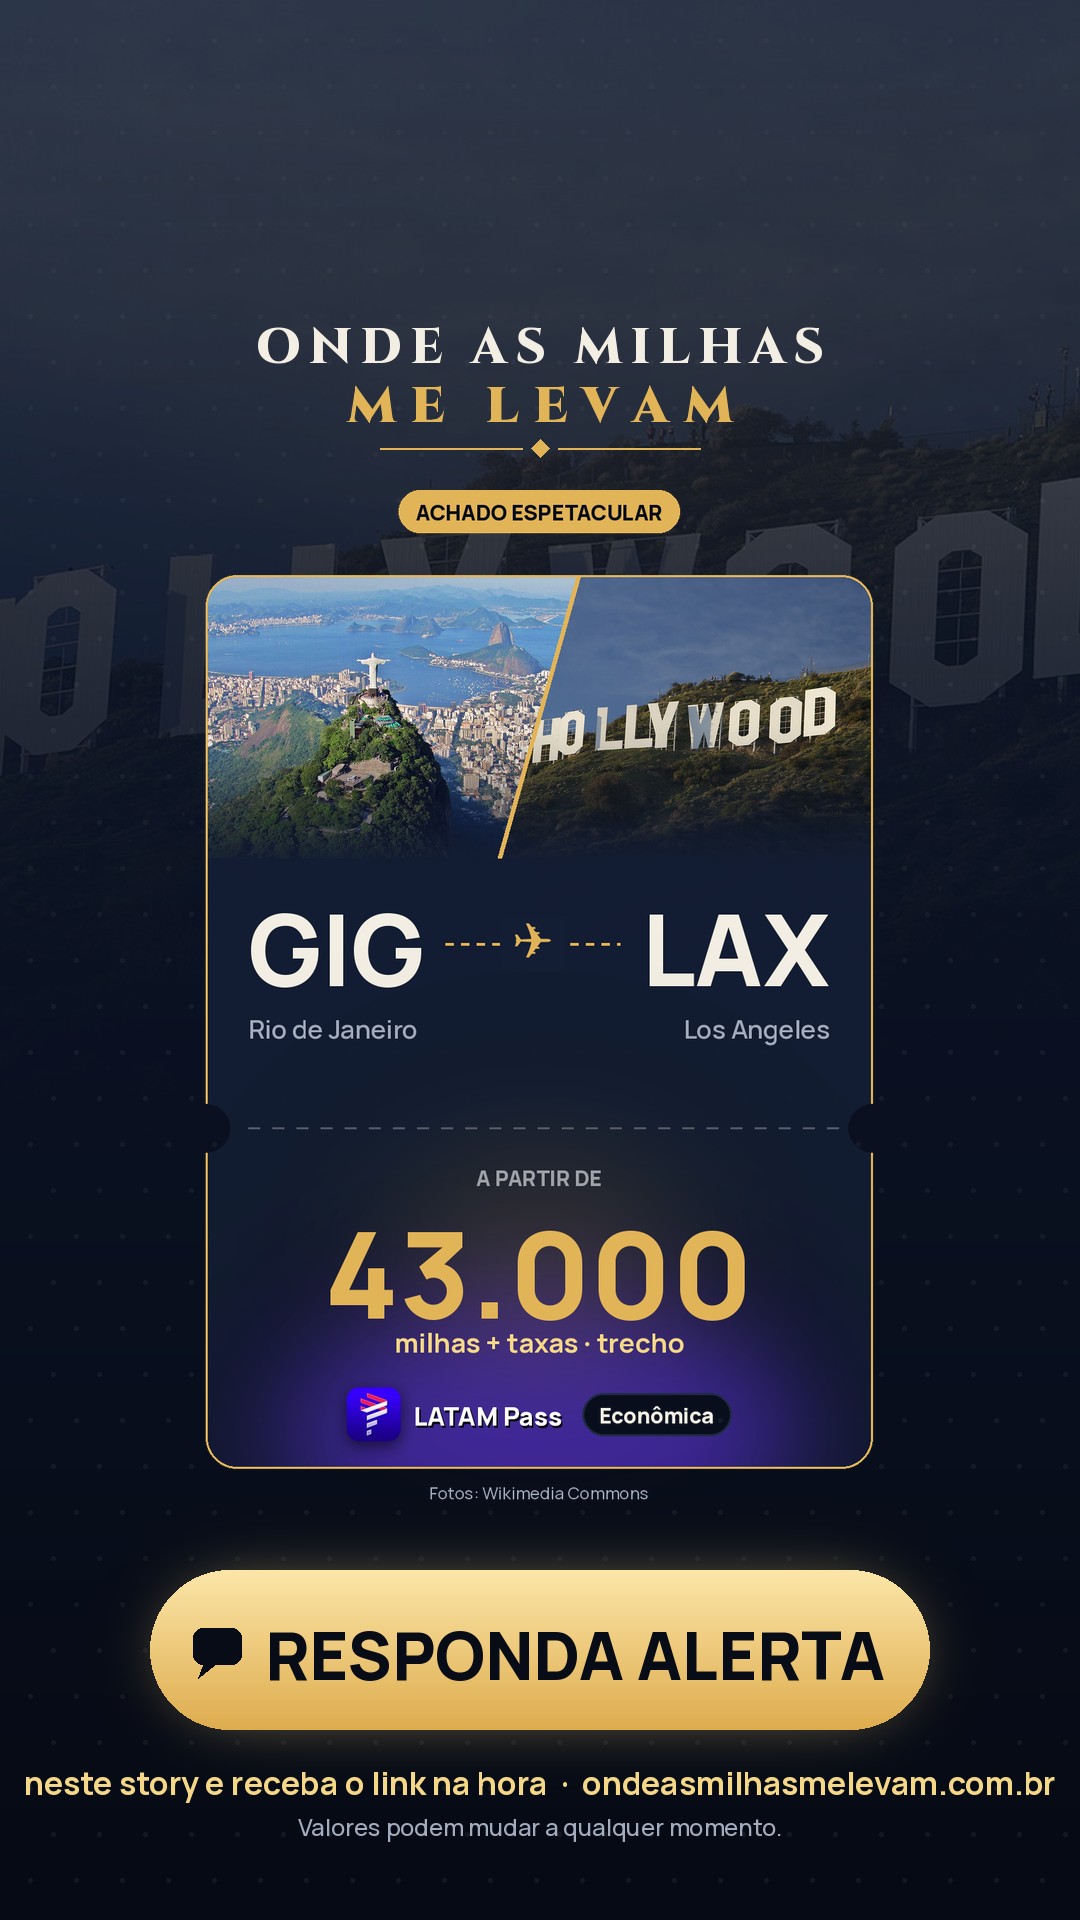 ONDE AS MILHAS
ME LEVAM
ACHADO ESPETACULAR
HOLLYWOOD
GIG ✈ LAX
Rio de Janeiro Los Angeles
A PARTIR DE
43.000
milhas + taxas · trecho
LATAM Pass Econômica
Fotos: Wikimedia Commons
RESPONDA ALERTA
neste story e receba o link na hora · ondeasmilhasmelevam.com.br
Valores podem mudar a qualquer momento.